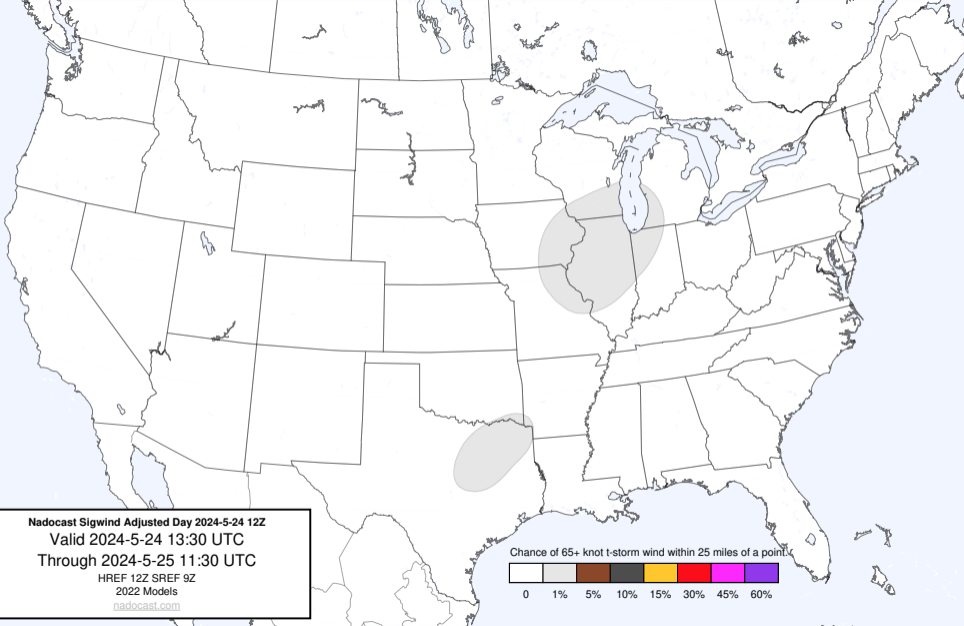 Nadocast Sigwind Adjusted Day 2024-5-24 12Z
Valid 2024-5-24 13:30 UTC
Through 2024-5-25 11:30 UTC
HREF 12Z SREF 9Z
2022 Models
nadocast.com
Chance of 65+ knot t-storm wind within 25 miles of a point.
0 1% 5% 10% 15% 30% 45% 60%